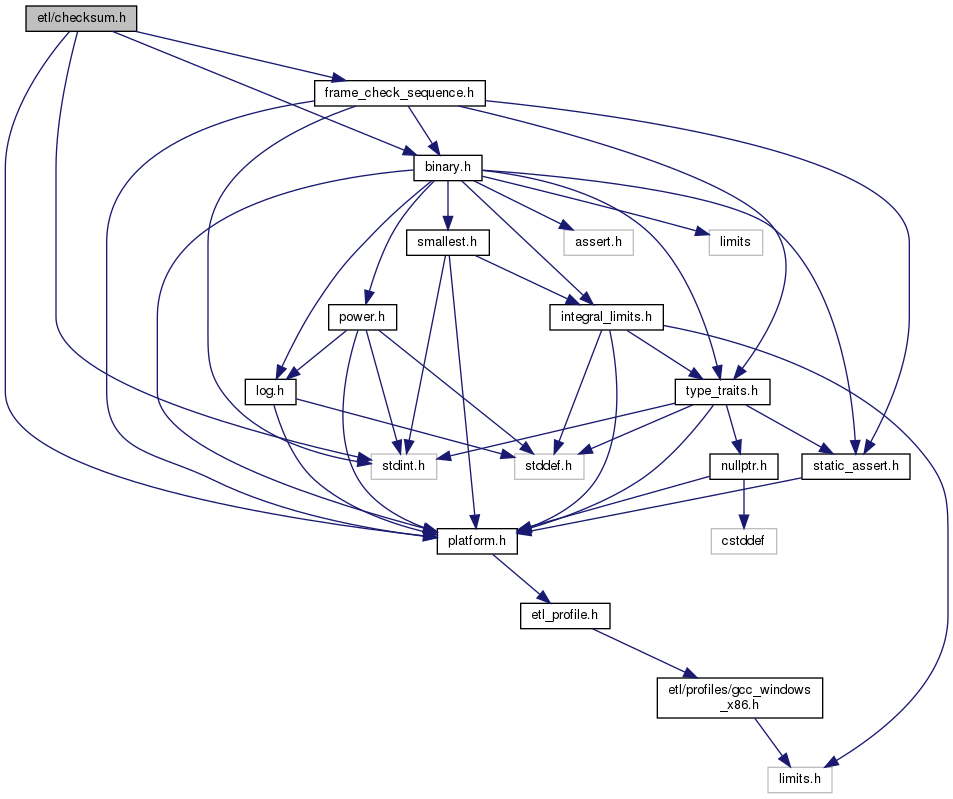 etl/checksum.h
frame_check_sequence.h
binary.h
smallest.h
assert.h
limits
power.h
integral_limits.h
log.h
type_traits.h
stdint.h
stddef.h
nullptr.h
static_assert.h
platform.h
cstddef
etl_profile.h
etl/profiles/gcc_windows
_x86.h
limits.h